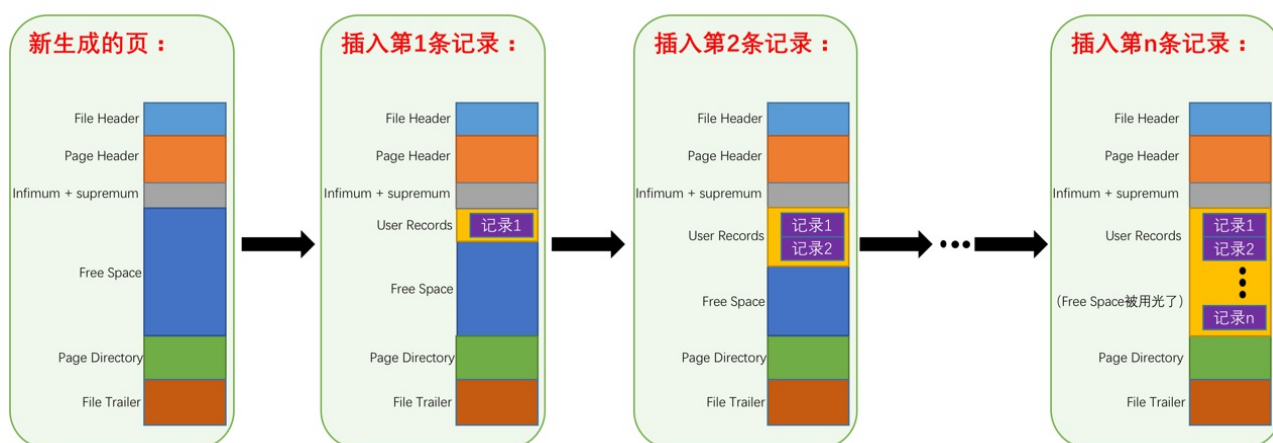 新生成的页：
File Header
Page Header
Infimum + supremum
Free Space
Page Directory
File Trailer
插入第1条记录：
File Header
Page Header
Infimum + supremum
User Records
记录1
Free Space
Page Directory
File Trailer
插入第2条记录：
File Header
Page Header
Infimum + supremum
User Records
记录1
记录2
Free Space
Page Directory
File Trailer
插入第n条记录：
File Header
Page Header
Infimum + supremum
User Records
记录1
记录2
（Free Space被用光了）
记录n
Page Directory
File Trailer